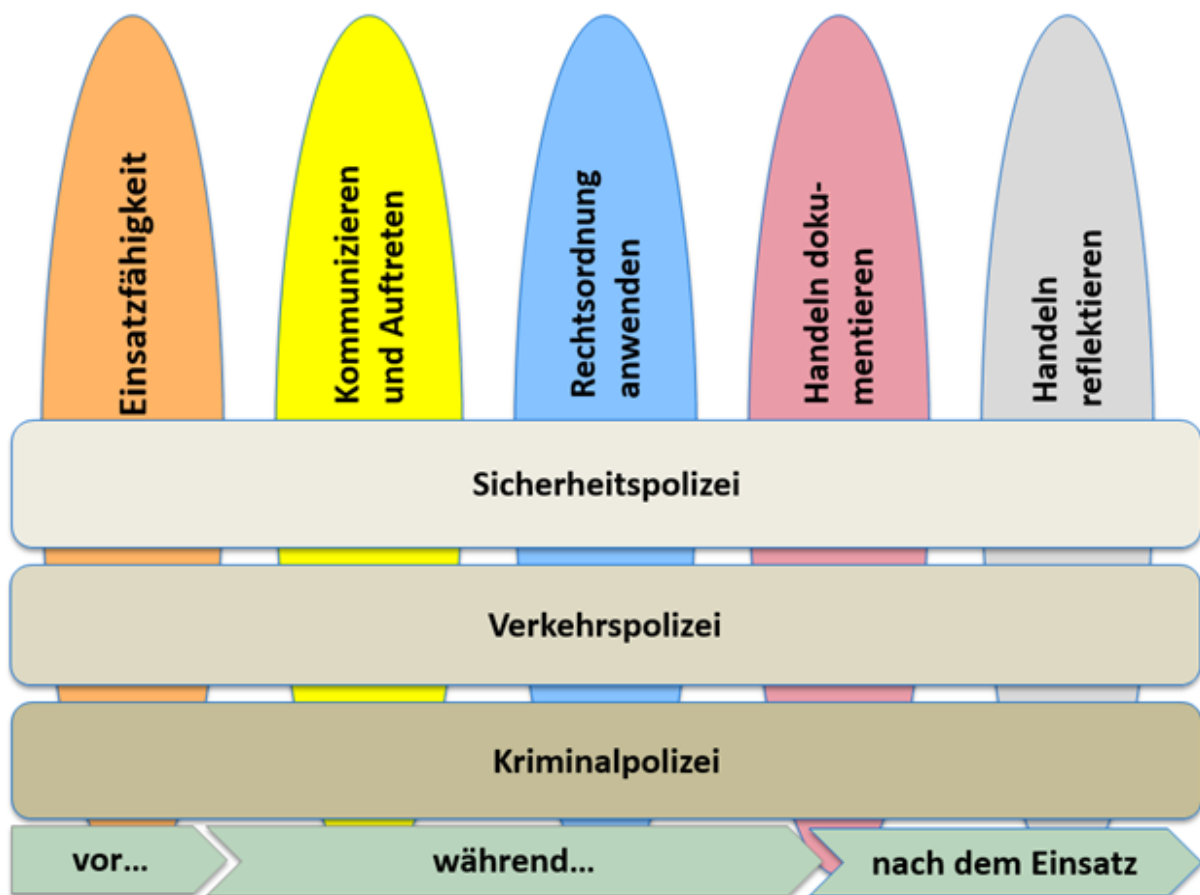 Einsatzfähigkeit
Kommunizieren
und Auftreten
Rechtsordnung
anwenden
Handeln doku-
mentieren
Handeln
reflektieren
Sicherheitspolizei
Verkehrspolizei
Kriminalpolizei
vor...
während...
nach dem Einsatz